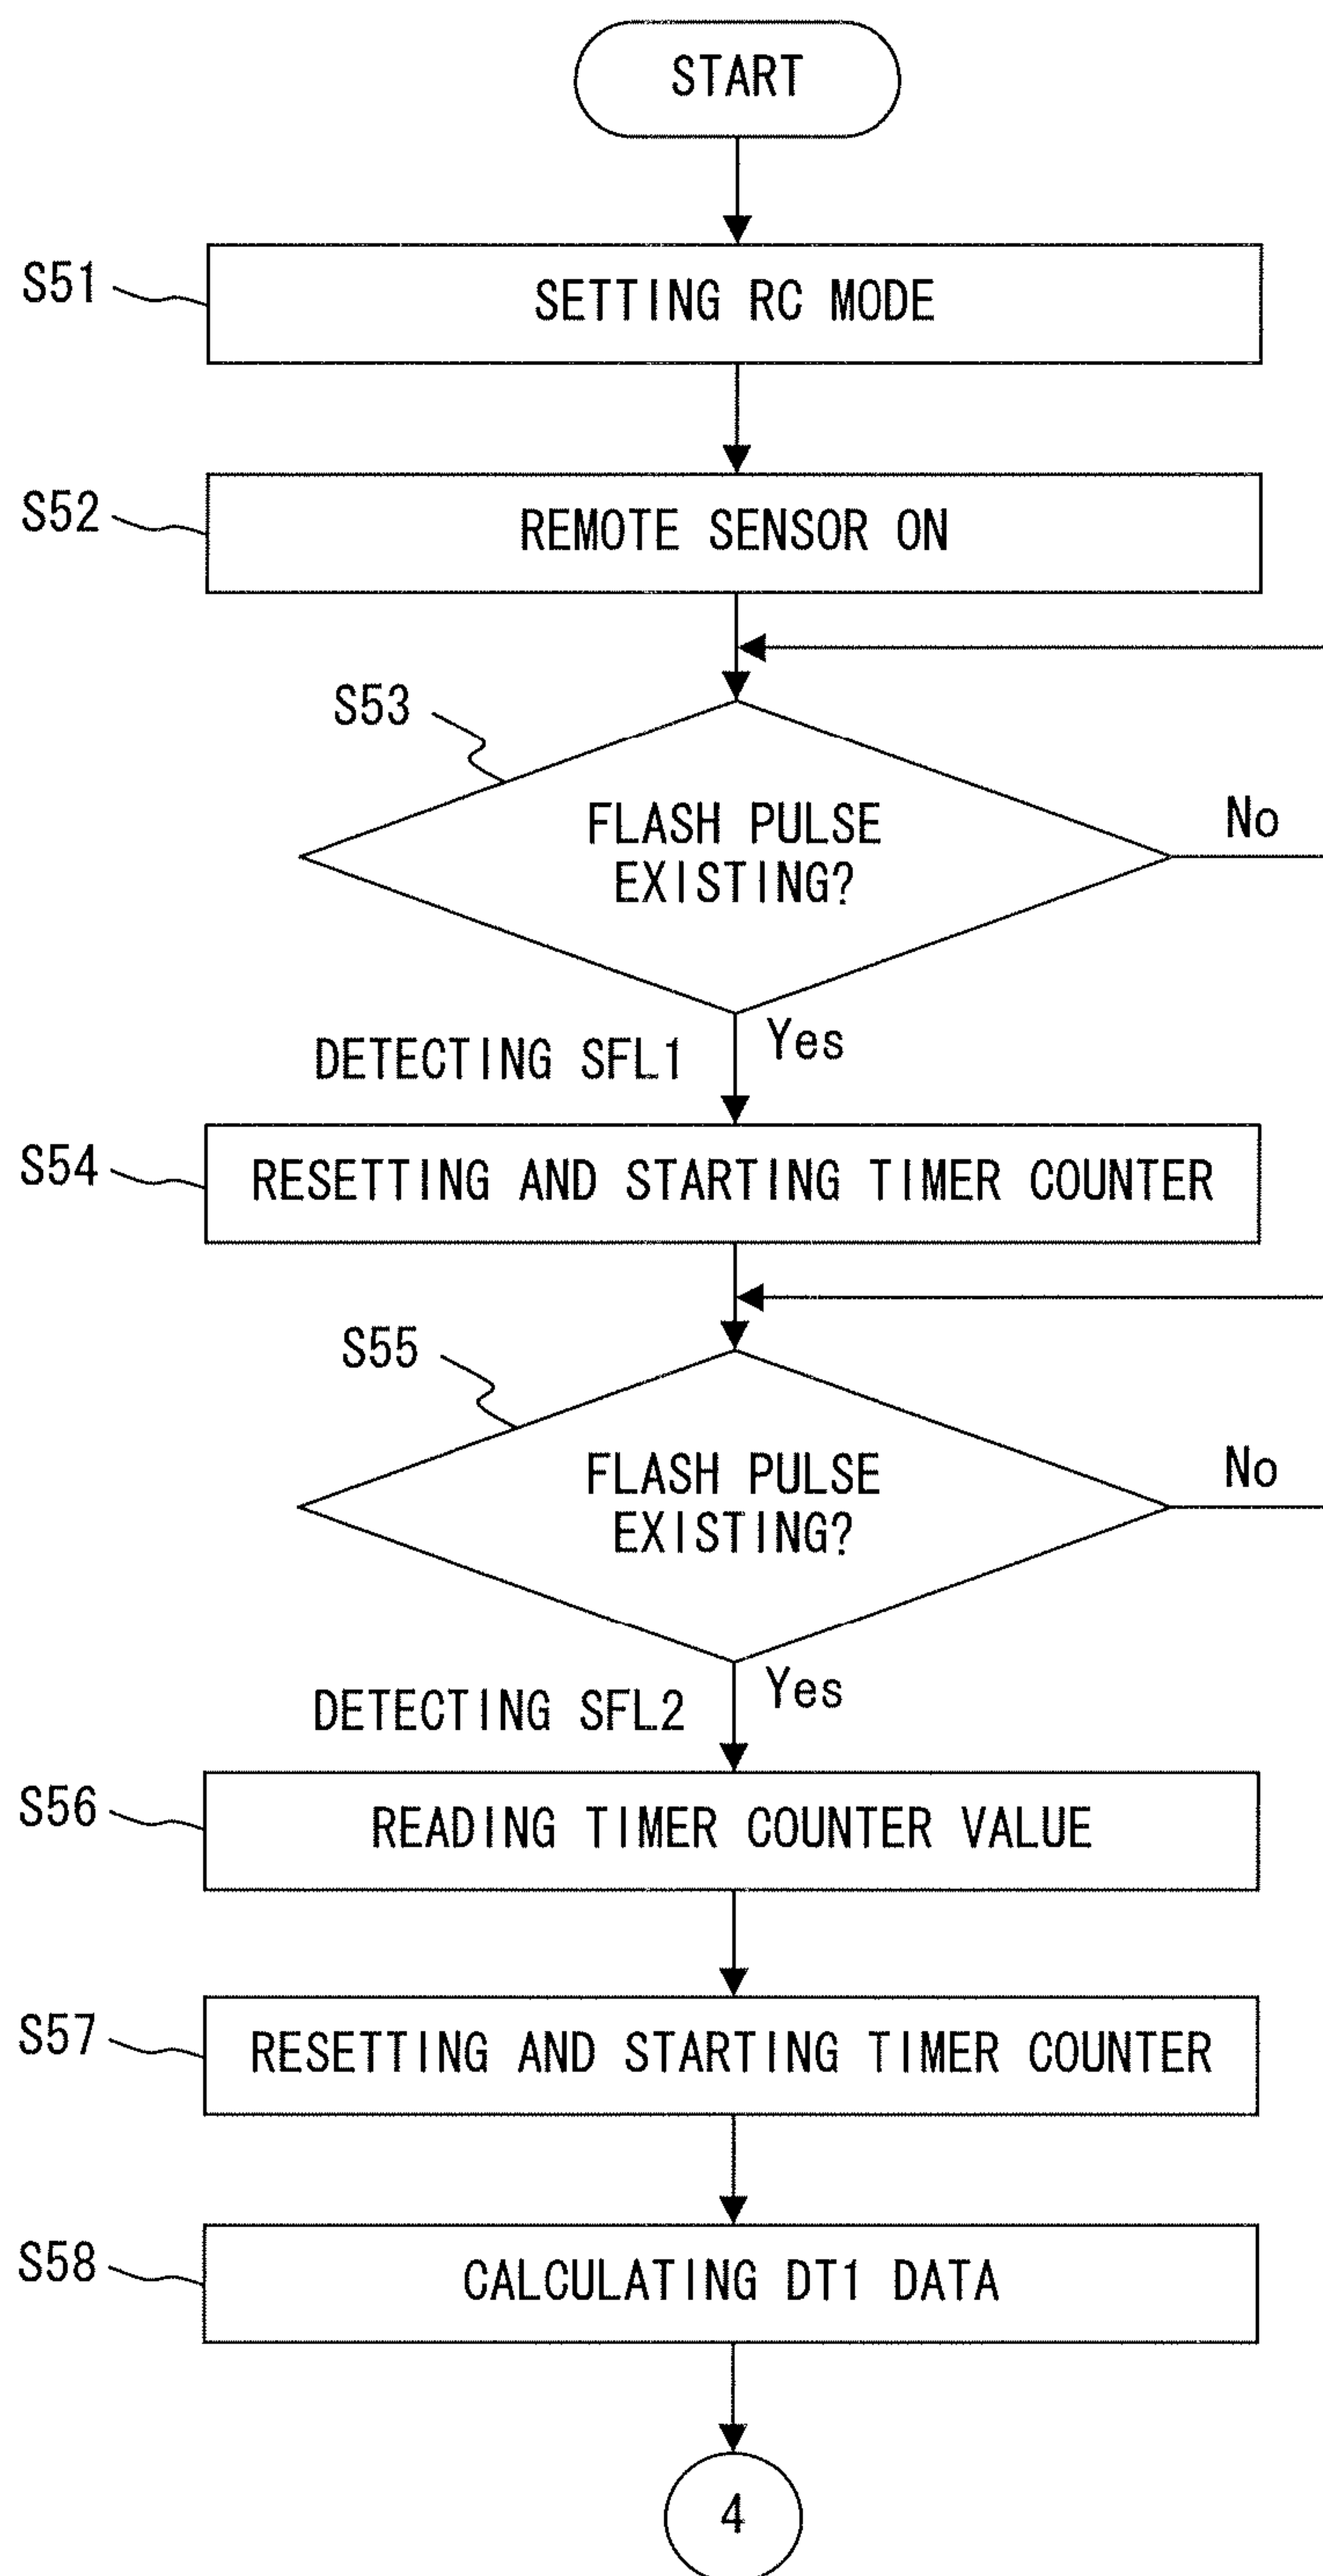 START
S51
SETTING RC MODE
S52
REMOTE SENSOR ON
S53
FLASH PULSE
EXISTING?
No
DETECTING SFL1
Yes
S54
RESETTING AND STARTING TIMER COUNTER
S55
FLASH PULSE
EXISTING?
No
DETECTING SFL2
Yes
S56
READING TIMER COUNTER VALUE
S57
RESETTING AND STARTING TIMER COUNTER
S58
CALCULATING DT1 DATA
4